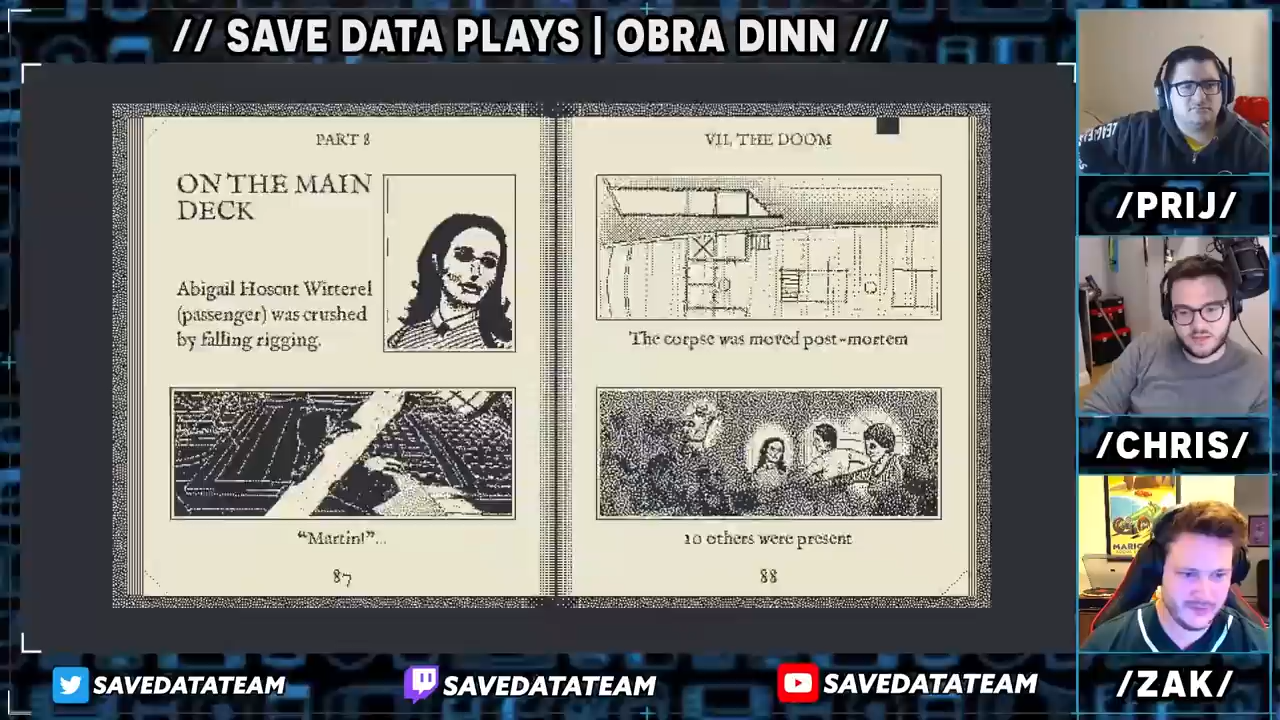 // SAVE DATA PLAYS | OBRA DINN //
PART 8
ON THE MAIN
DECK
Abigail Hoscut Witterel
(passenger) was crushed
by falling rigging.
"Martin!"...
87
VII, THE DOOM
The corpse was moved post-mortem
10 others were present
88
/PRIJ/
/CHRIS/
MARIO
/ZAK/
SAVEDATATEAM
SAVEDATATEAM
SAVEDATATEAM